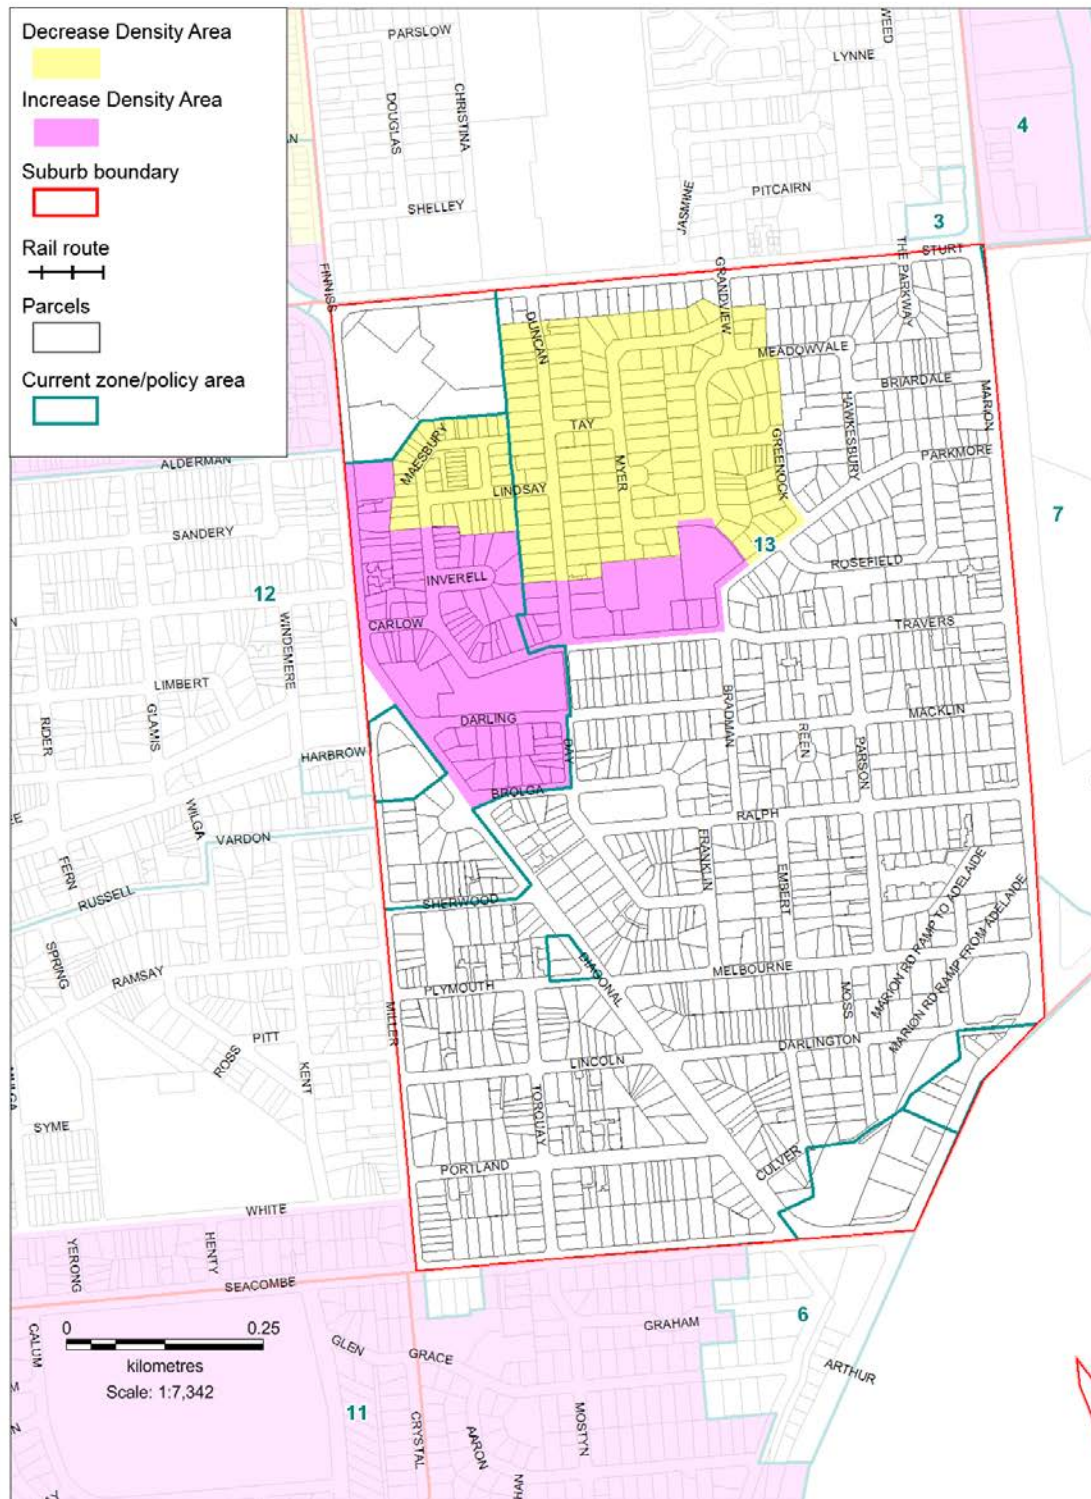 Decrease Density Area
Increase Density Area
Suburb boundary
Rail route
Parcels
Current zone/policy area
PARSLOW
WEED
LYNNE
DOUGLAS
CHRISTINA
4
AN
JASMINE
PITCAIRN
SHELLEY
3
FINNISS
GRANDVIEW
THE PARKWAY
STURT
DUNCAN
MEADOWVALE
BRIARDALE
MARION
HAWKESBURY
TAY
MAESBURY
MYER
GREENOCK
PARKMORE
ALDERMAN
LINDSAY
7
SANDERY
13
ROSEFIELD
INVERELL
12
CARLOW
TRAVERS
WINDEMERE
LIMBERT
GLAMIS
RIDER
BRADMAN
MACKLIN
DARLING
REEN
PARSON
HARBROW
DAY
BROLGA
RALPH
EE
WILGA
VARDON
FERN
FRANKLIN
EMBERT
RUSSELL
SHERWOOD
MARION RD RAMP TO ADELAIDE
MARION RD RAMP FROM ADELAIDE
SPRING
RAMSAY
DIAGONAL
MELBOURNE
PLYMOUTH
MOSS
MILLER
PITT
ROSS
KENT
LINCOLN
DARLINGTON
MULGA
TORQUAY
SYME
PORTLAND
CULVER
WHITE
YERONG
HENTY
SEACOMBE
0 0.25
kilometres
Scale: 1:7,342
CALUM
GLEN
GRACE
GRAHAM
6
ARTHUR
11
CRYSTAL
AARON
MOSTYN
HAN